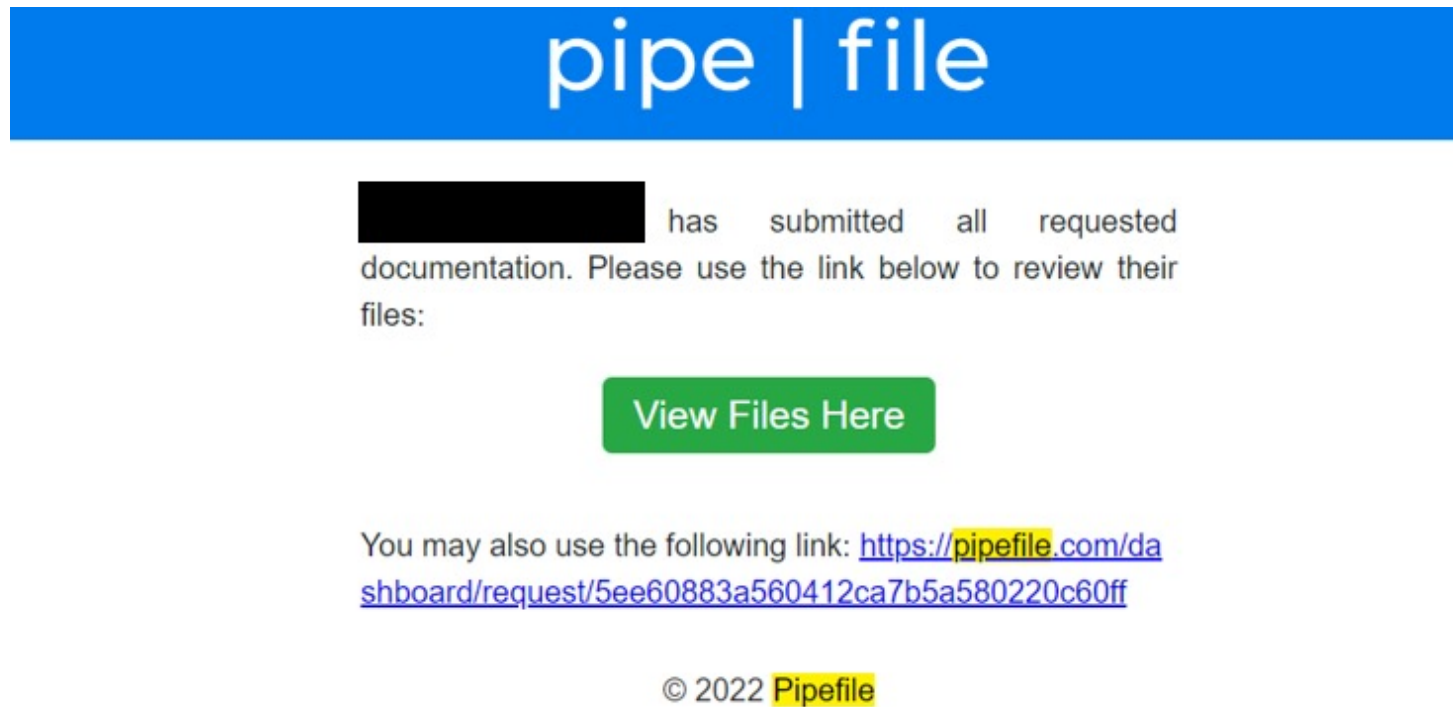 pipe | file
has submitted all requested
documentation. Please use the link below to review their
files:
View Files Here
You may also use the following link: https://pipefile.com/da
shboard/request/5ee60883a560412ca7b5a580220c60ff
© 2022 Pipefile